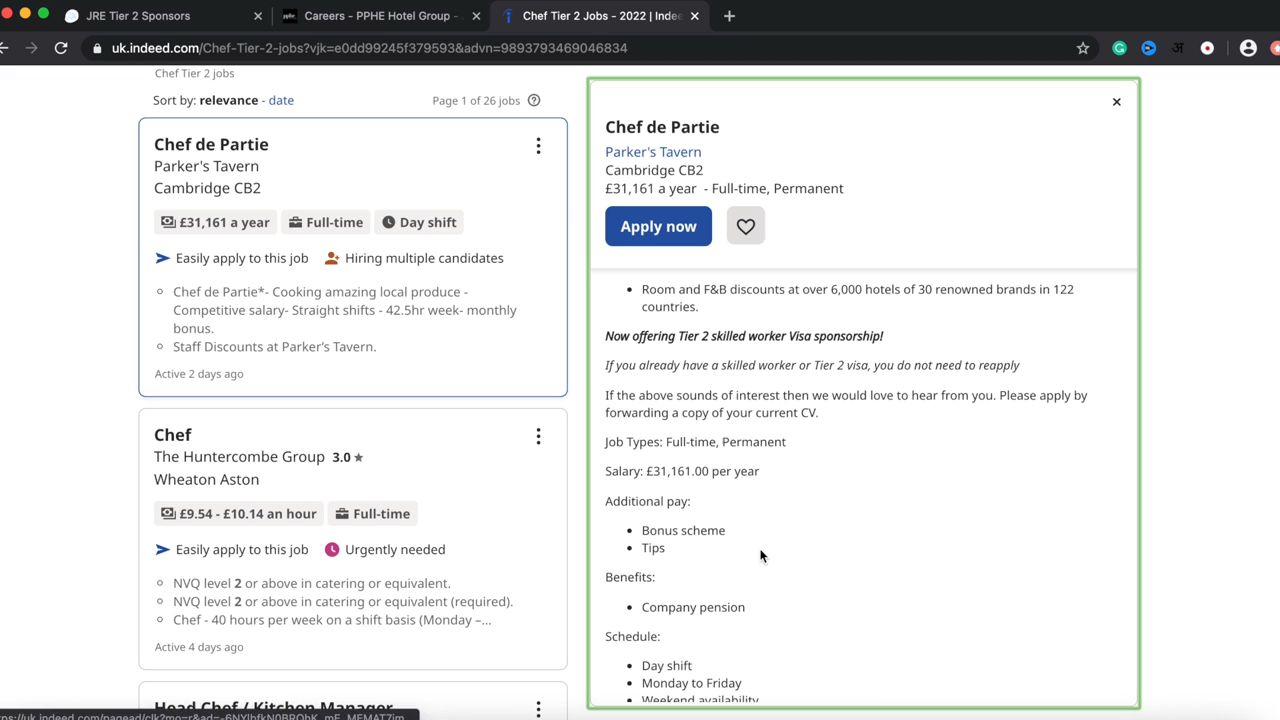 JRE Tier 2 Sponsors
Careers - PPHE Hotel Group -
Chef Tier 2 Jobs - 2022 | Inde
uk.indeed.com/Chef-Tier-2-jobs?vjk=e0dd99245f379593&advn=9893793469046834
Chef Tier 2 jobs
Sort by: relevance - date
Page 1 of 26 jobs
Chef de Partie
Parker's Tavern
Cambridge CB2
£31,161 a year
Full-time
Day shift
Easily apply to this job
Hiring multiple candidates
Chef de Partie*- Cooking amazing local produce -
Competitive salary- Straight shifts - 42.5hr week- monthly
bonus.
Staff Discounts at Parker's Tavern.
Active 2 days ago
Chef
The Huntercombe Group 3.0 ★
Wheaton Aston
£9.54 - £10.14 an hour
Full-time
Easily apply to this job
Urgently needed
NVQ level 2 or above in catering or equivalent.
NVQ level 2 or above in catering or equivalent (required).
Chef - 40 hours per week on a shift basis (Monday –...
Active 4 days ago
Head Chef / Kitchen Manager
Chef de Partie
Parker's Tavern
Cambridge CB2
£31,161 a year - Full-time, Permanent
Apply now
Room and F&B discounts at over 6,000 hotels of 30 renowned brands in 122
countries.
Now offering Tier 2 skilled worker Visa sponsorship!
If you already have a skilled worker or Tier 2 visa, you do not need to reapply
If the above sounds of interest then we would love to hear from you. Please apply by
forwarding a copy of your current CV.
Job Types: Full-time, Permanent
Salary: £31,161.00 per year
Additional pay:
Bonus scheme
Tips
Benefits:
Company pension
Schedule:
Day shift
Monday to Friday
Weekend availability